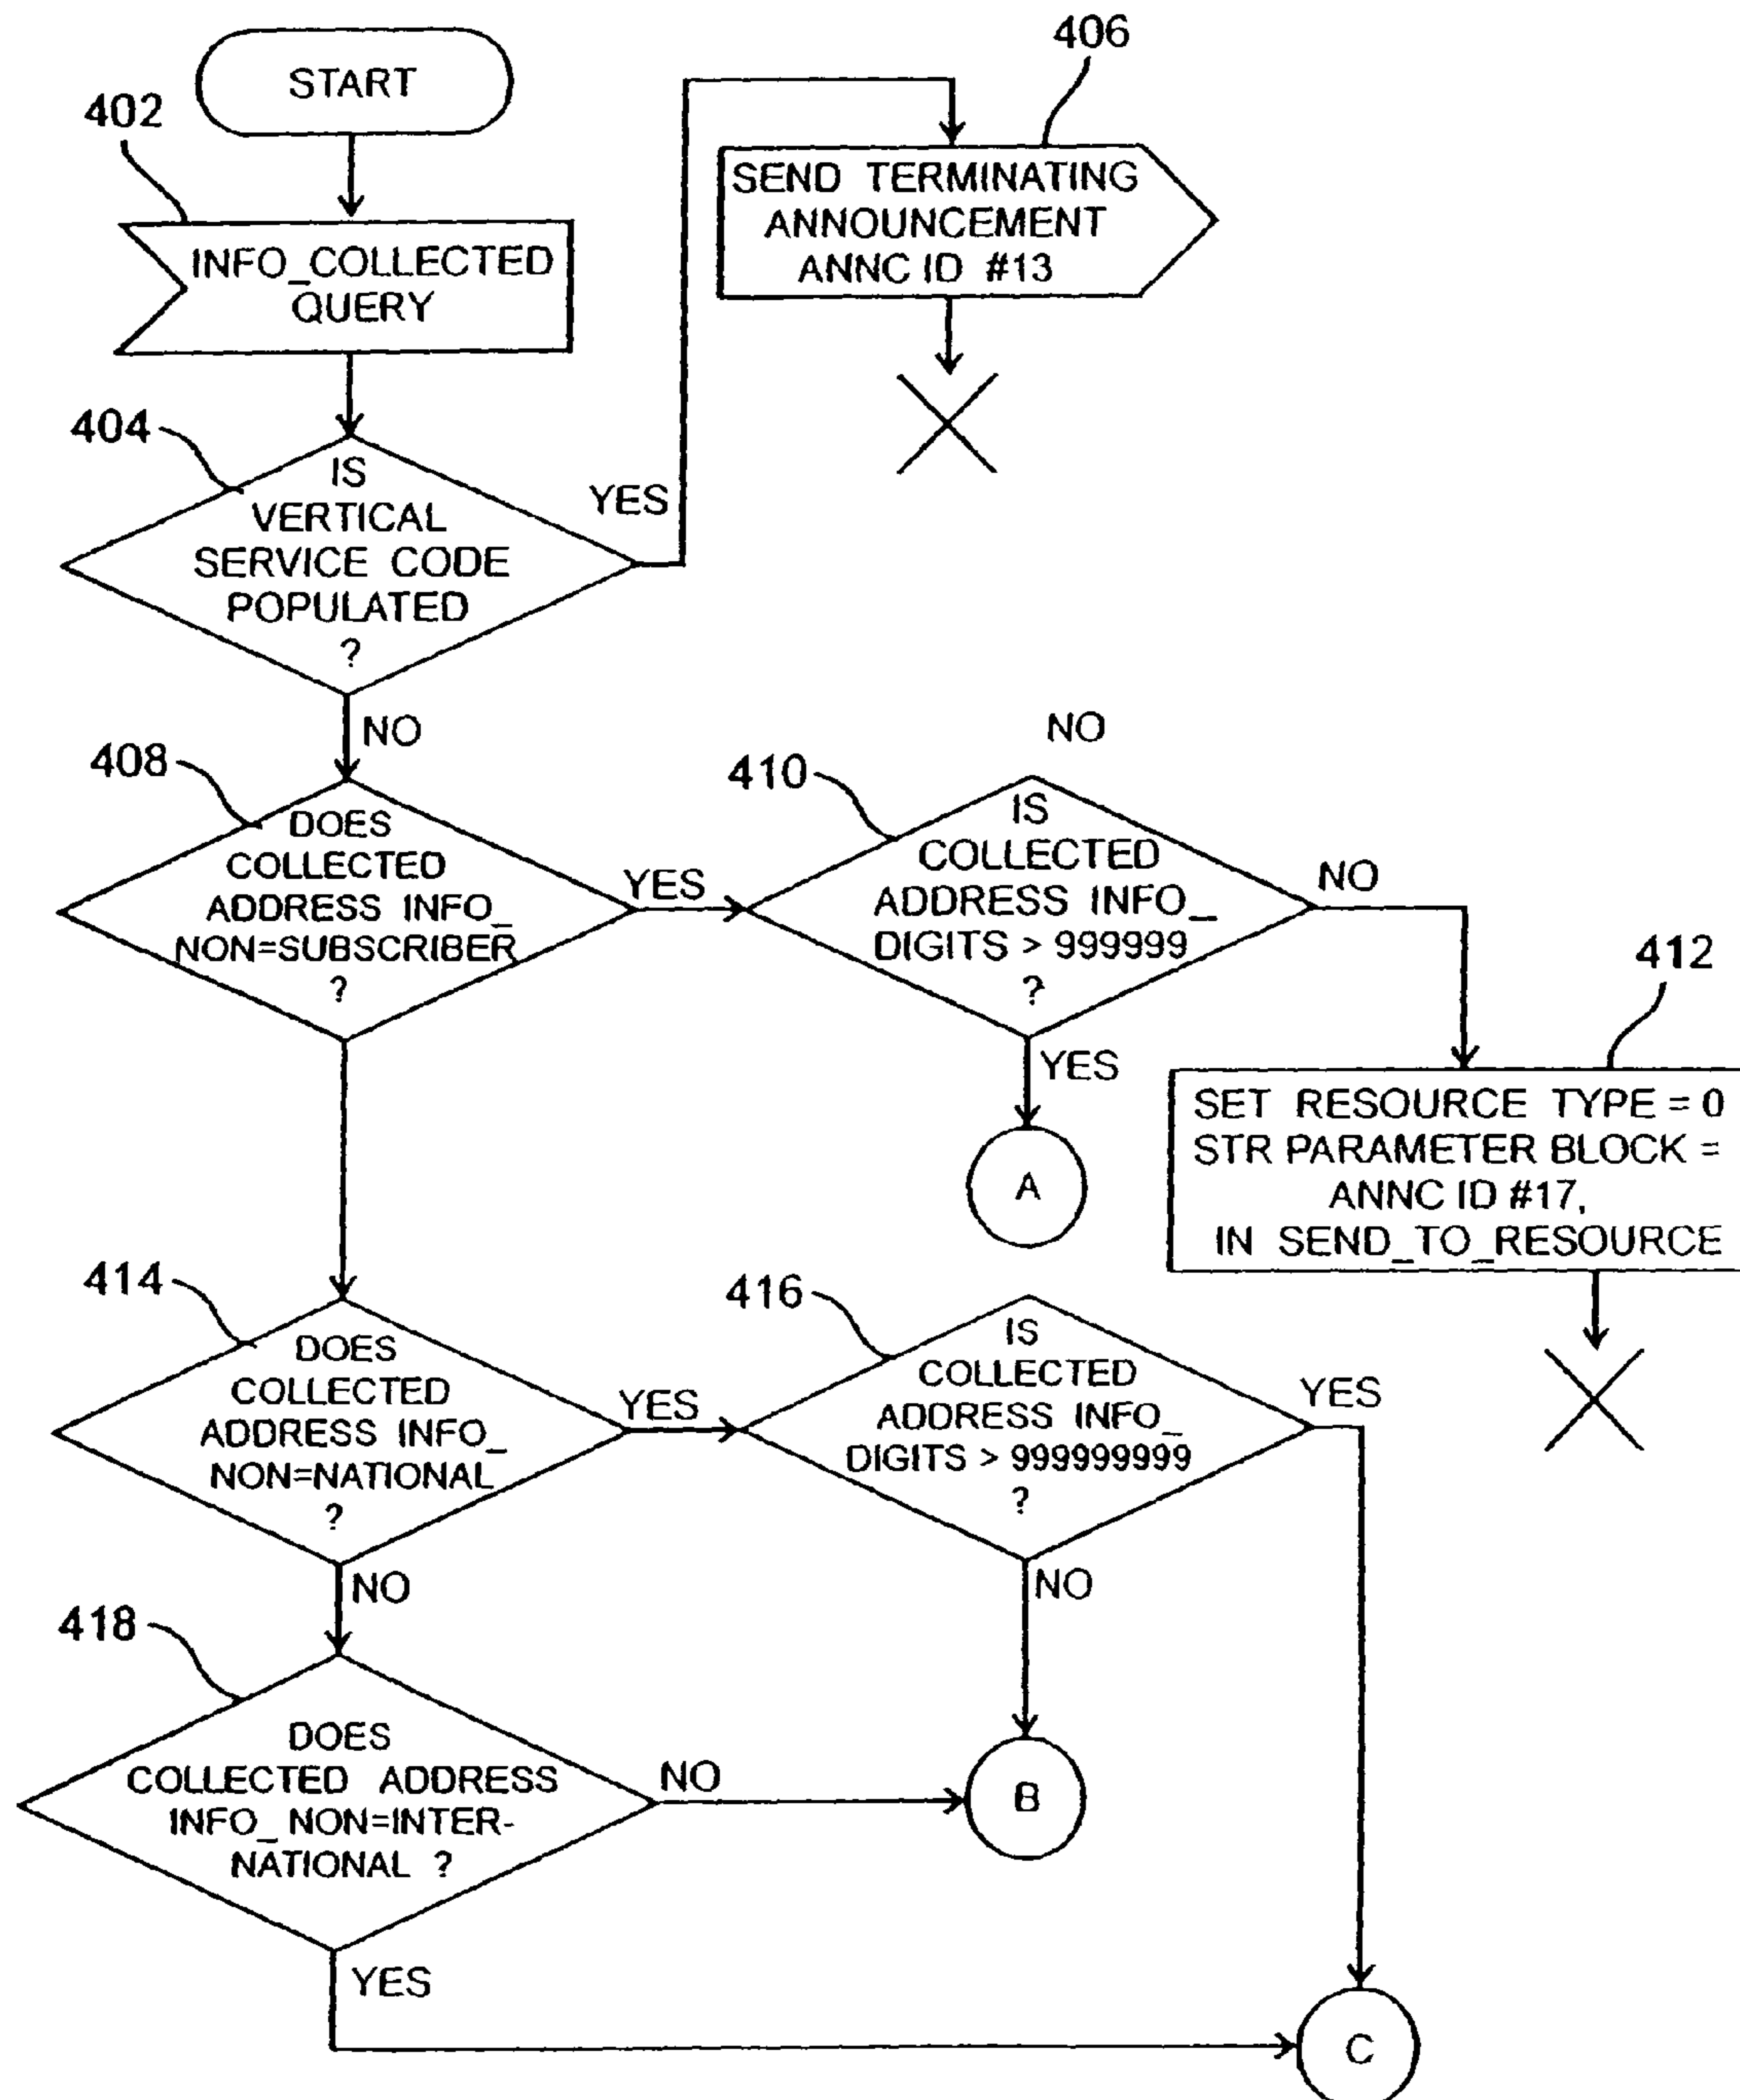 START
402
INFO_COLLECTED
QUERY
406
SEND TERMINATING
ANNOUNCEMENT
ANNC ID #13
404
IS
VERTICAL
SERVICE CODE
POPULATED
?
YES
NO
408
DOES
COLLECTED
ADDRESS INFO_
NON=SUBSCRIBER
?
YES
NO
410
IS
COLLECTED
ADDRESS INFO_
DIGITS > 999999
?
NO
YES
A
412
SET RESOURCE TYPE = 0
STR PARAMETER BLOCK =
ANNC ID #17,
IN SEND_TO_RESOURCE
414
DOES
COLLECTED
ADDRESS INFO_
NON=NATIONAL
?
YES
NO
416
IS
COLLECTED
ADDRESS INFO_
DIGITS > 999999999
?
YES
NO
418
DOES
COLLECTED ADDRESS
INFO_ NON=INTER-
NATIONAL ?
NO
B
YES
C